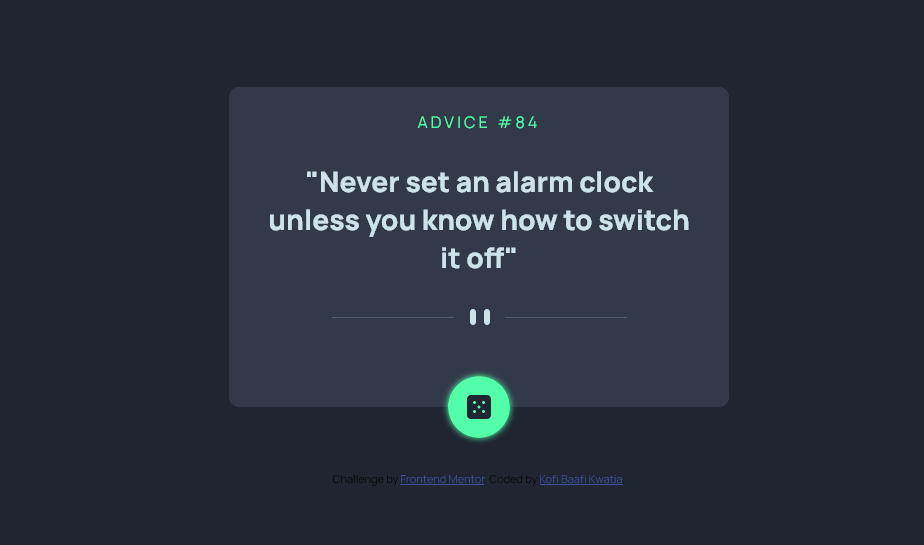 ADVICE #84
"Never set an alarm clock
unless you know how to switch
it off"
Challenge by Frontend Mentor. Coded by Kofi Baafi Kwatia.